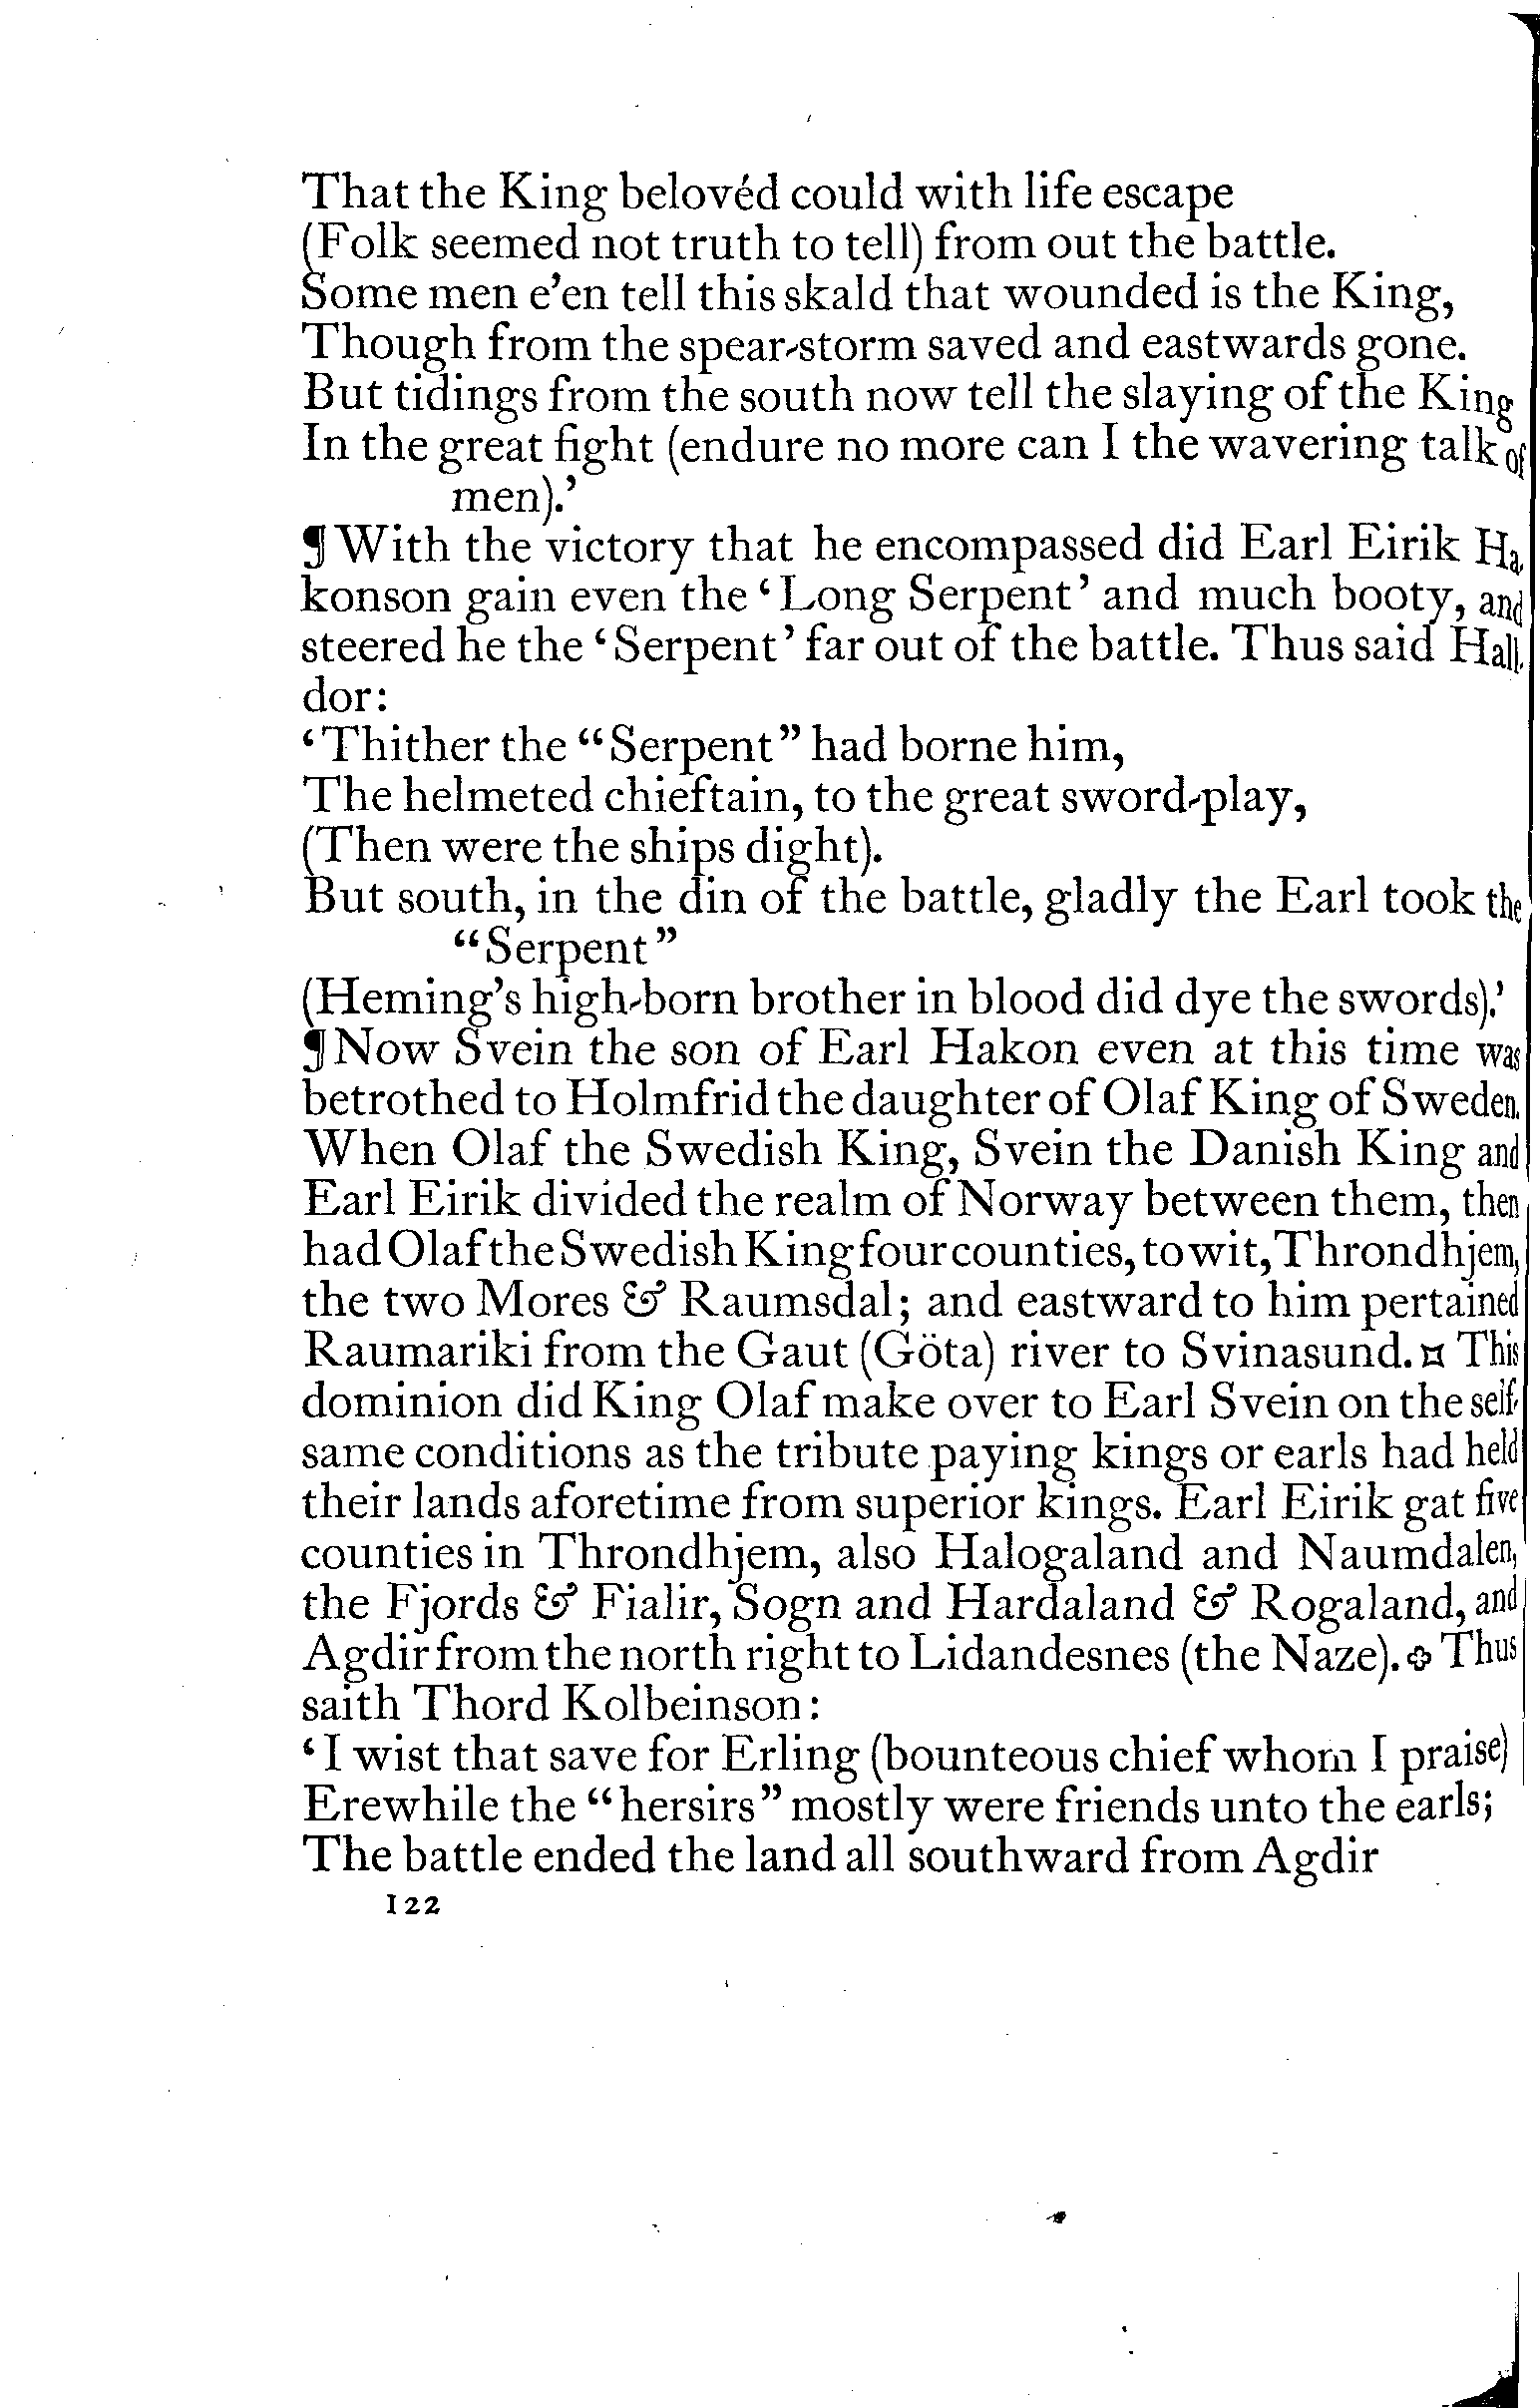 That the King belovéd could with life escape
(Folk seemed not truth to tell) from out the battle.
Some men e'en tell this skald that wounded is the King,
Though from the spear-storm saved and eastwards gone.
But tidings from the south now tell the slaying of the King
In the great fight (endure no more can I the wavering talk of
men).'
¶ With the victory that he encompassed did Earl Eirik Ha-
konson gain even the 'Long Serpent' and much booty, and
steered he the 'Serpent' far out of the battle. Thus said Hall-
dor:
'Thither the "Serpent" had borne him,
The helmeted chieftain, to the great sword-play,
(Then were the ships dight).
But south, in the din of the battle, gladly the Earl took the
"Serpent"
(Heming's high-born brother in blood did dye the swords).'
¶ Now Svein the son of Earl Hakon even at this time was
betrothed to Holmfrid the daughter of Olaf King of Sweden.
When Olaf the Swedish King, Svein the Danish King and
Earl Eirik divided the realm of Norway between them, then
had Olaf the Swedish King four counties, to wit, Throndhjem,
the two Mores & Raumsdal; and eastward to him pertained
Raumariki from the Gaut (Göta) river to Svinasund. ¤ This
dominion did King Olaf make over to Earl Svein on the self-
same conditions as the tribute paying kings or earls had held
their lands aforetime from superior kings. Earl Eirik gat five
counties in Throndhjem, also Halogaland and Naumdalen,
the Fjords & Fialir, Sogn and Hardaland & Rogaland, and
Agdir from the north right to Lidandesnes (the Naze). ✥ Thus
saith Thord Kolbeinson:
'I wist that save for Erling (bounteous chief whom I praise)
Erewhile the "hersirs" mostly were friends unto the earls;
The battle ended the land all southward from Agdir
122